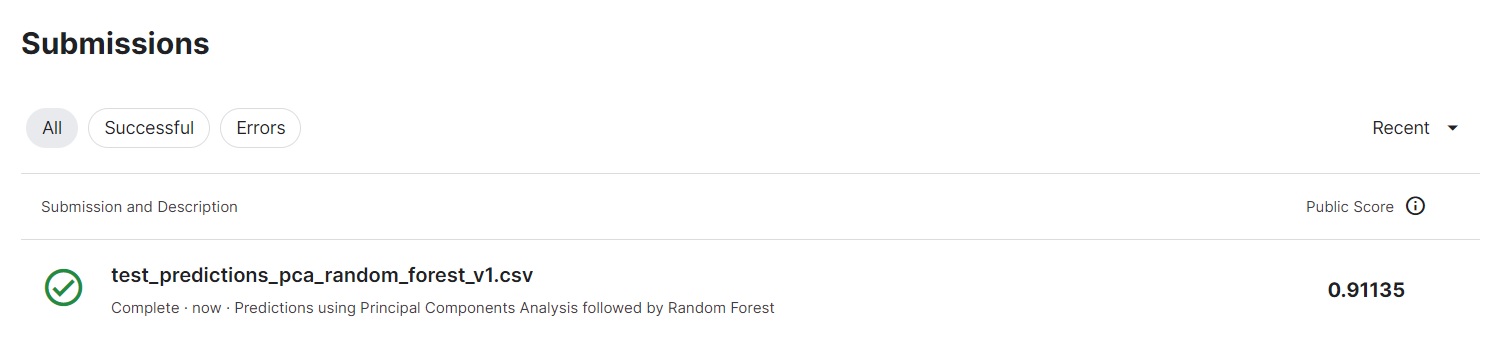 Submissions
All Successful Errors Recent
Submission and Description Public Score
test_predictions_pca_random_forest_v1.csv 0.91135
Complete · now · Predictions using Principal Components Analysis followed by Random Forest